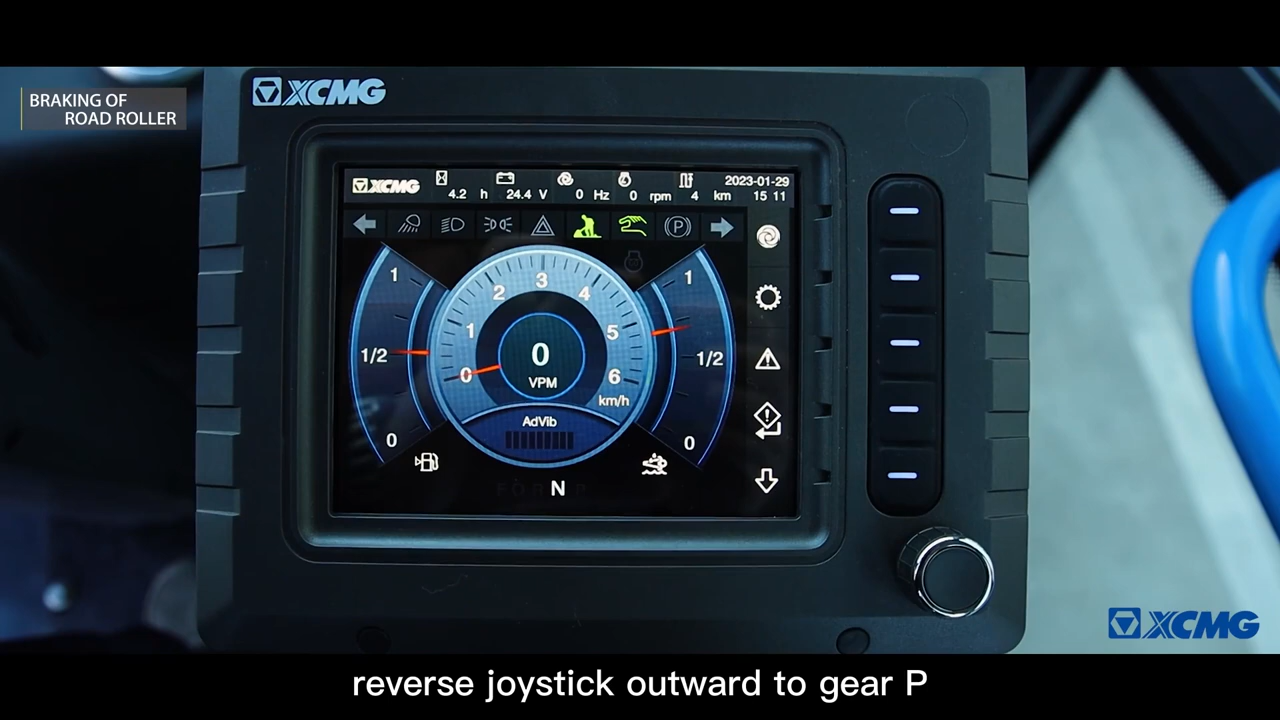 BRAKING OF
ROAD ROLLER
XCMG
XCMG
4.2 h 24.4 V 0 Hz 0 rpm 4 km
2023-01-29
15 11
P
1
1/2
0
0 1 2 3 4 5 6
km/h
0
VPM
AdVib
1
1/2
0
N
XCMG
reverse joystick outward to gear P